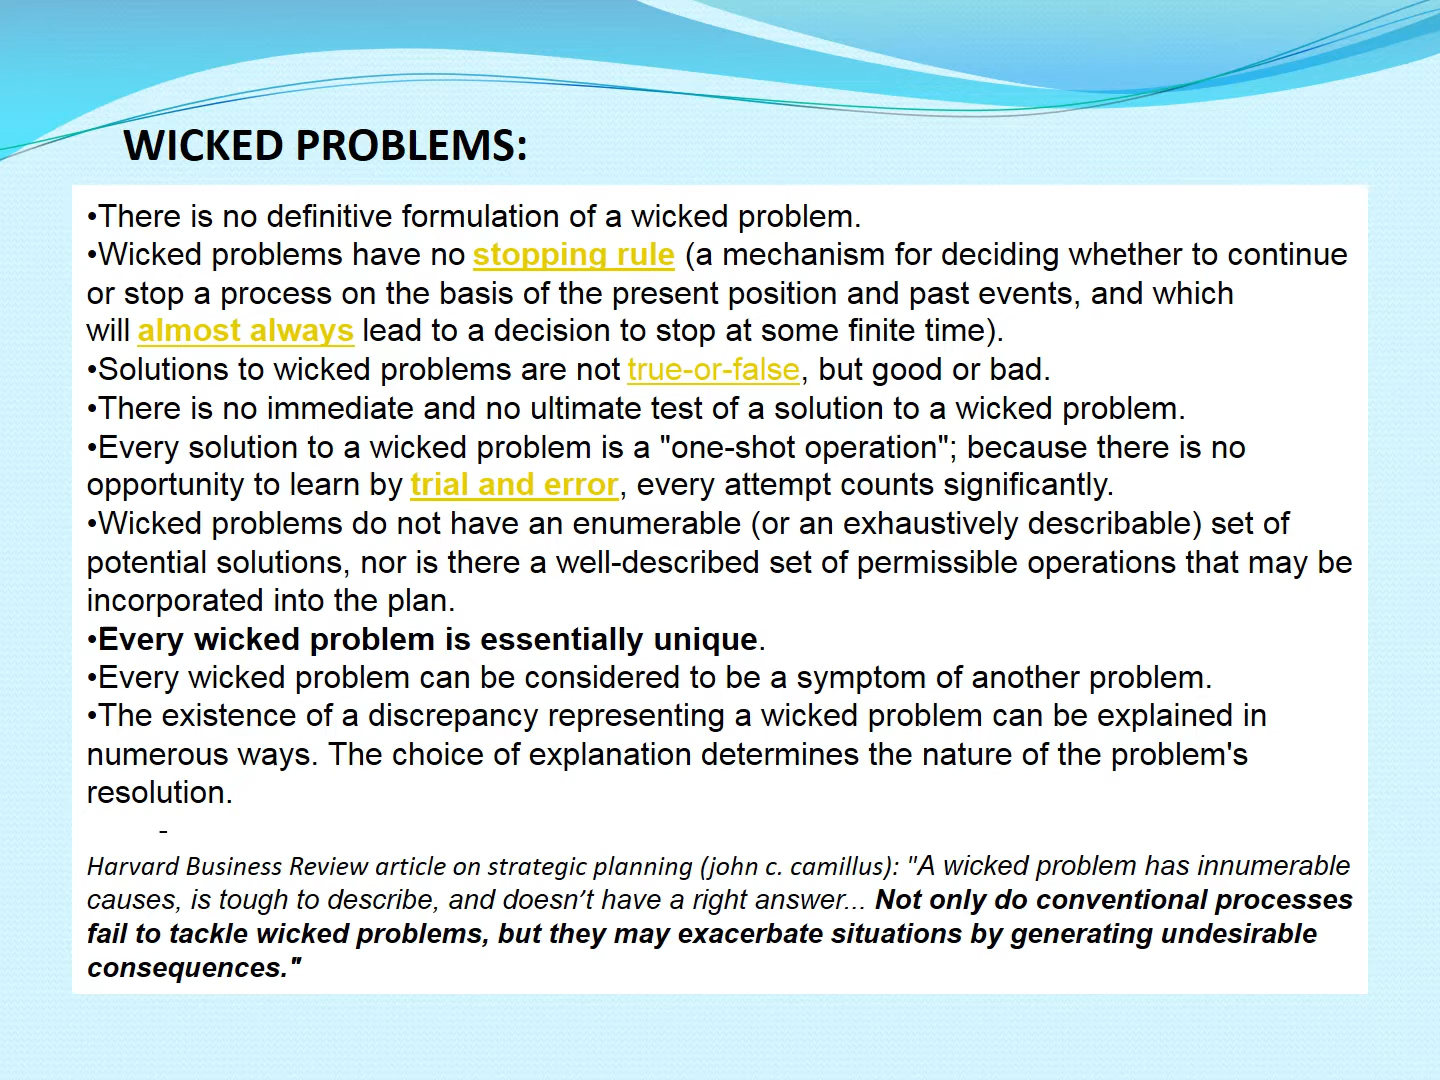 WICKED PROBLEMS:
•There is no definitive formulation of a wicked problem.
•Wicked problems have no stopping rule (a mechanism for deciding whether to continue
or stop a process on the basis of the present position and past events, and which
will almost always lead to a decision to stop at some finite time).
•Solutions to wicked problems are not true-or-false, but good or bad.
•There is no immediate and no ultimate test of a solution to a wicked problem.
•Every solution to a wicked problem is a "one-shot operation"; because there is no
opportunity to learn by trial and error, every attempt counts significantly.
•Wicked problems do not have an enumerable (or an exhaustively describable) set of
potential solutions, nor is there a well-described set of permissible operations that may be
incorporated into the plan.
•Every wicked problem is essentially unique.
•Every wicked problem can be considered to be a symptom of another problem.
•The existence of a discrepancy representing a wicked problem can be explained in
numerous ways. The choice of explanation determines the nature of the problem's
resolution.
-
Harvard Business Review article on strategic planning (john c. camillus): "A wicked problem has innumerable
causes, is tough to describe, and doesn’t have a right answer... Not only do conventional processes
fail to tackle wicked problems, but they may exacerbate situations by generating undesirable
consequences."